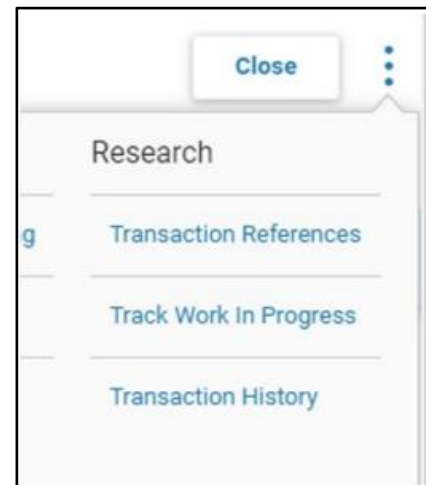 Close
Research
g
Transaction References
Track Work In Progress
Transaction History